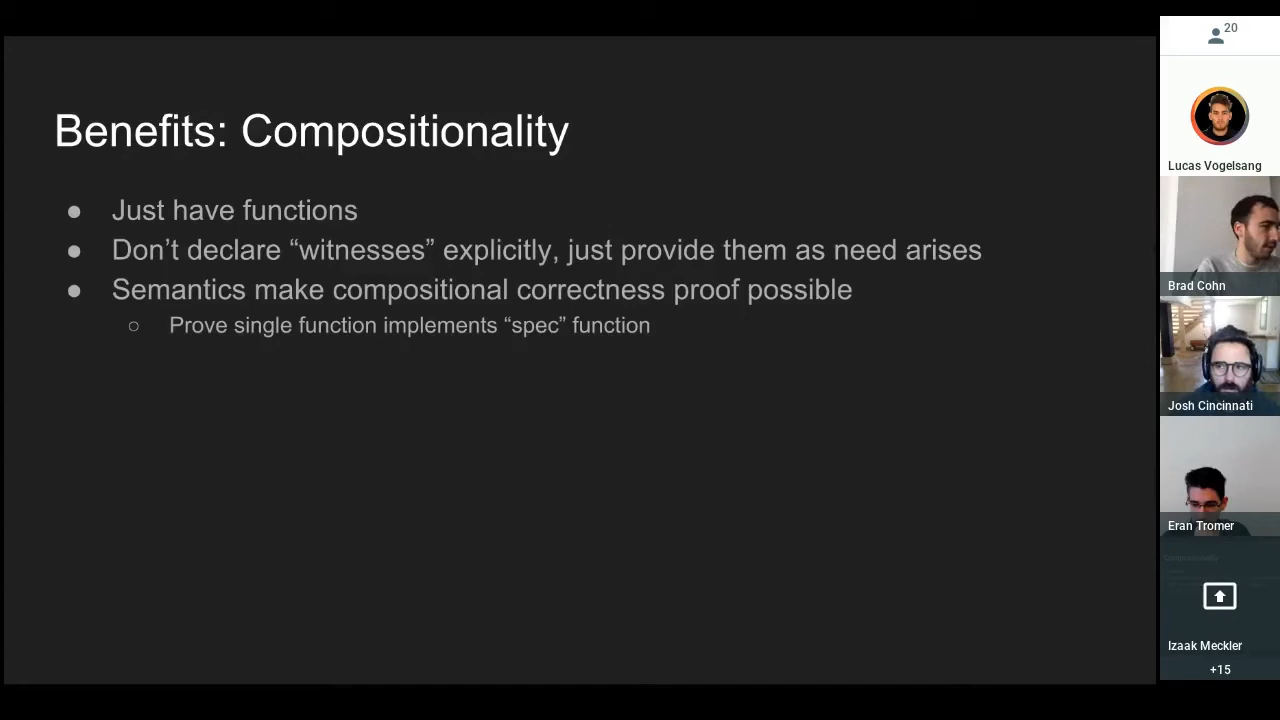 Benefits: Compositionality
● Just have functions
● Don’t declare “witnesses” explicitly, just provide them as need arises
● Semantics make compositional correctness proof possible
○ Prove single function implements “spec” function
20
Lucas Vogelsang
Brad Cohn
Josh Cincinnati
Eran Tromer
Izaak Meckler
+15